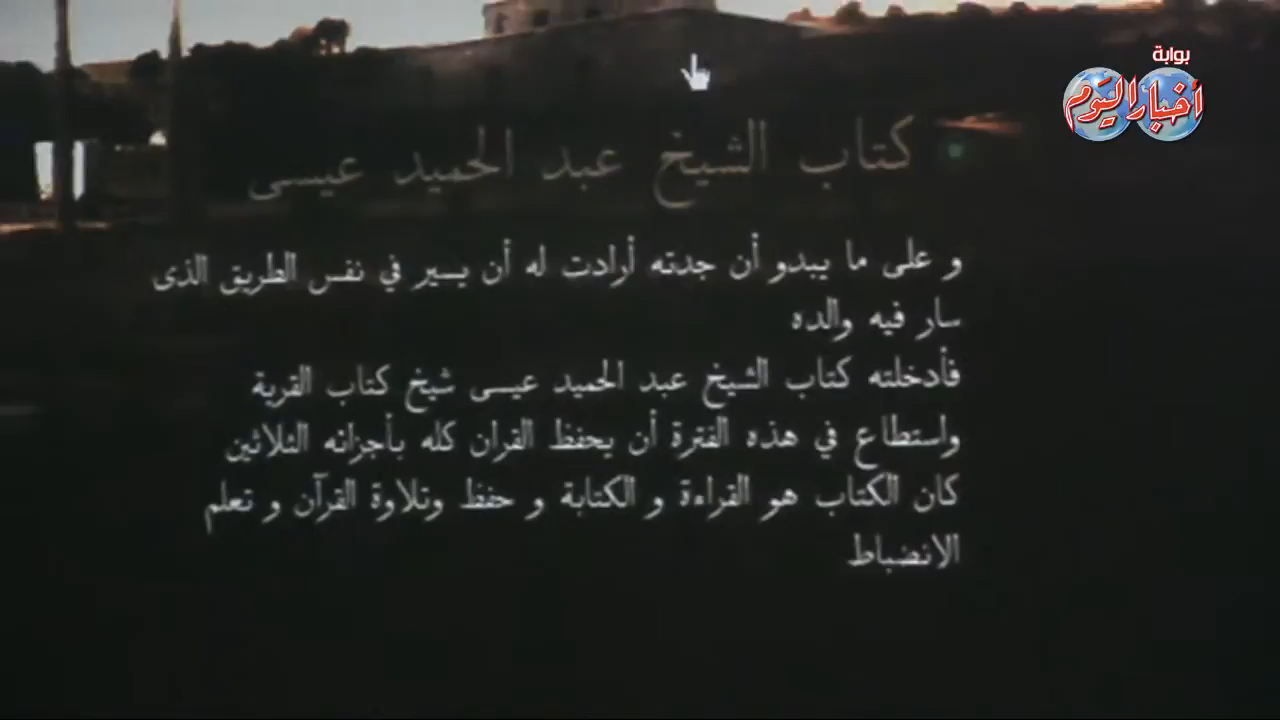 بوابة
أخبار اليوم
كتاب الشيخ عبد الحميد عيسى
و على ما يبدو أن جدته أرادت له أن يسير في نفس الطريق الذى
سار فيه والده
فأدخلته كتاب الشيخ عبد الحميد عيسى شيخ كتاب القرية
واستطاع في هذه الفترة أن يحفظ القران كله بأجزائه الثلاثين
كان الكتاب هو القراءة و الكتابة و حفظ وتلاوة القرآن و تعلم
الانضباط